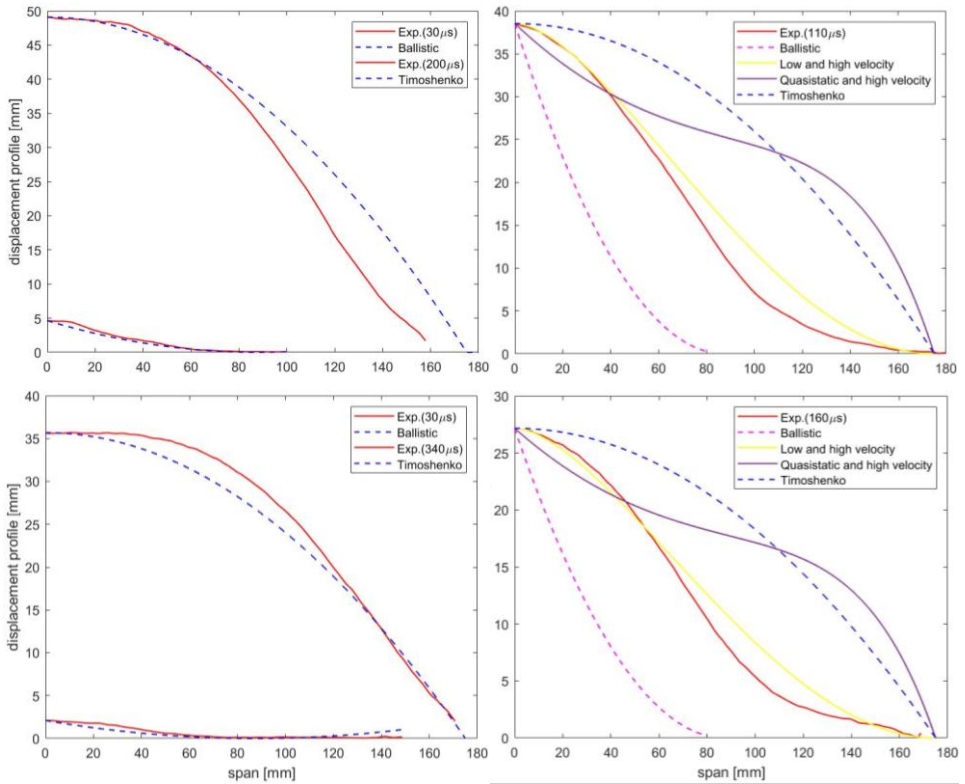 50
45
40
35
30
25
20
15
10
5
0
displacement profile [mm]
0 20 40 60 80 100 120 140 160 180
Exp.(30μs)
Ballistic
Exp.(200μs)
Timoshenko
40
35
30
25
20
15
10
5
0
0 20 40 60 80 100 120 140 160 180
Exp.(110μs)
Ballistic
Low and high velocity
Quasistatic and high velocity
Timoshenko
40
35
30
25
20
15
10
5
0
displacement profile [mm]
0 20 40 60 80 100 120 140 160 180
span [mm]
Exp.(30μs)
Ballistic
Exp.(340μs)
Timoshenko
30
25
20
15
10
5
0
0 20 40 60 80 100 120 140 160 180
span [mm]
Exp.(160μs)
Ballistic
Low and high velocity
Quasistatic and high velocity
Timoshenko